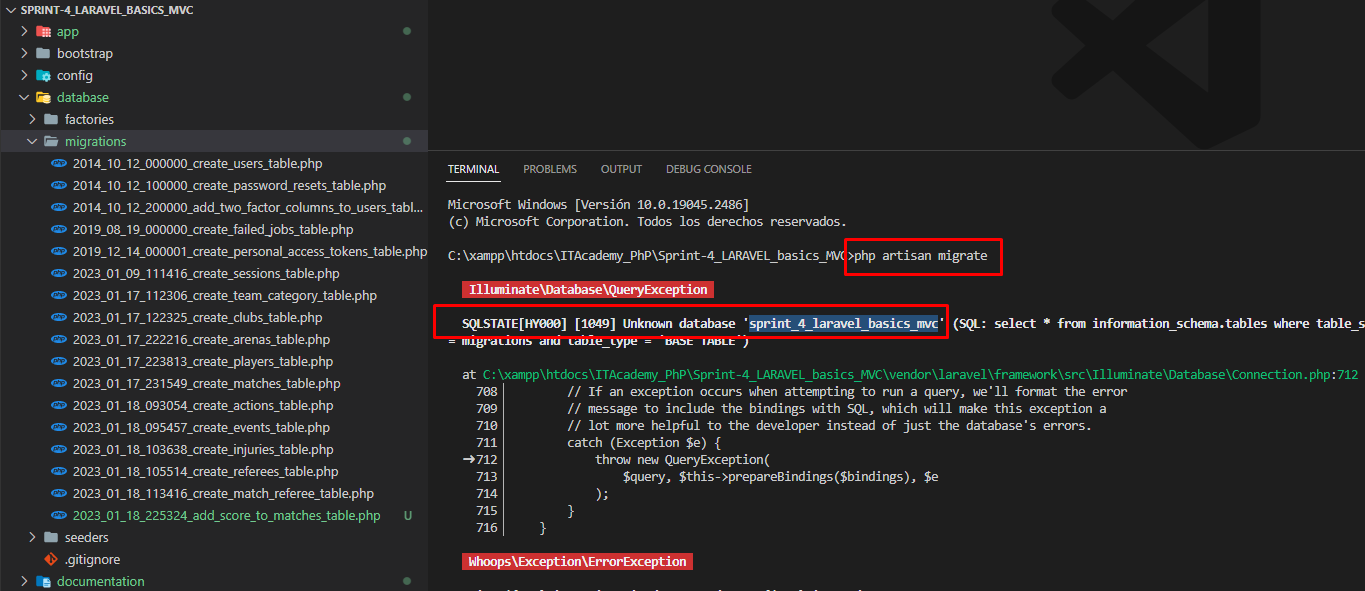 SPRINT-4_LARAVEL_BASICS_MVC
app
bootstrap
config
database
factories
migrations
2014_10_12_000000_create_users_table.php
2014_10_12_100000_create_password_resets_table.php
2014_10_12_200000_add_two_factor_columns_to_users_tabl...
2019_08_19_000000_create_failed_jobs_table.php
2019_12_14_000001_create_personal_access_tokens_table.php
2023_01_09_111416_create_sessions_table.php
2023_01_17_112306_create_team_category_table.php
2023_01_17_122325_create_clubs_table.php
2023_01_17_222216_create_arenas_table.php
2023_01_17_223813_create_players_table.php
2023_01_17_231549_create_matches_table.php
2023_01_18_093054_create_actions_table.php
2023_01_18_095457_create_events_table.php
2023_01_18_103638_create_injuries_table.php
2023_01_18_105514_create_referees_table.php
2023_01_18_113416_create_match_referee_table.php
2023_01_18_225324_add_score_to_matches_table.php U
seeders
.gitignore
documentation
TERMINAL PROBLEMS OUTPUT DEBUG CONSOLE
Microsoft Windows [Versión 10.0.19045.2486]
(c) Microsoft Corporation. Todos los derechos reservados.
C:\xampp\htdocs\ITAcademy_PhP\Sprint-4_LARAVEL_basics_MVC>php artisan migrate
Illuminate\Database\QueryException
SQLSTATE[HY000] [1049] Unknown database 'sprint_4_laravel_basics_mvc' (SQL: select * from information_schema.tables where table_s
= migrations and table_type = 'BASE TABLE')
at C:\xampp\htdocs\ITAcademy_PhP\Sprint-4_LARAVEL_basics_MVC\vendor\laravel\framework\src\Illuminate\Database\Connection.php:712
708 // If an exception occurs when attempting to run a query, we'll format the error
709 // message to include the bindings with SQL, which will make this exception a
710 // lot more helpful to the developer instead of just the database's errors.
711 catch (Exception $e) {
➜712 throw new QueryException(
713 $query, $this->prepareBindings($bindings), $e
714 );
715 }
716 }
Whoops\Exception\ErrorException